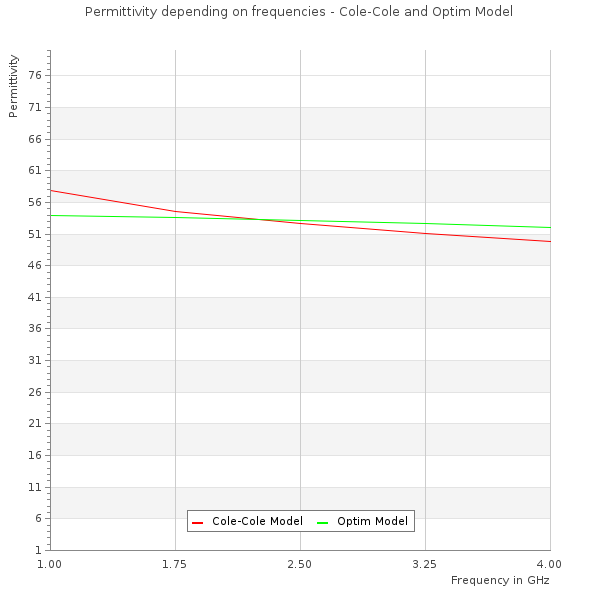 Permittivity depending on frequencies - Cole-Cole and Optim Model
Permittivity
76
71
66
61
56
51
46
41
36
31
26
21
16
11
6
1
Cole-Cole Model
Optim Model
1.00 1.75 2.50 3.25 4.00
Frequency in GHz